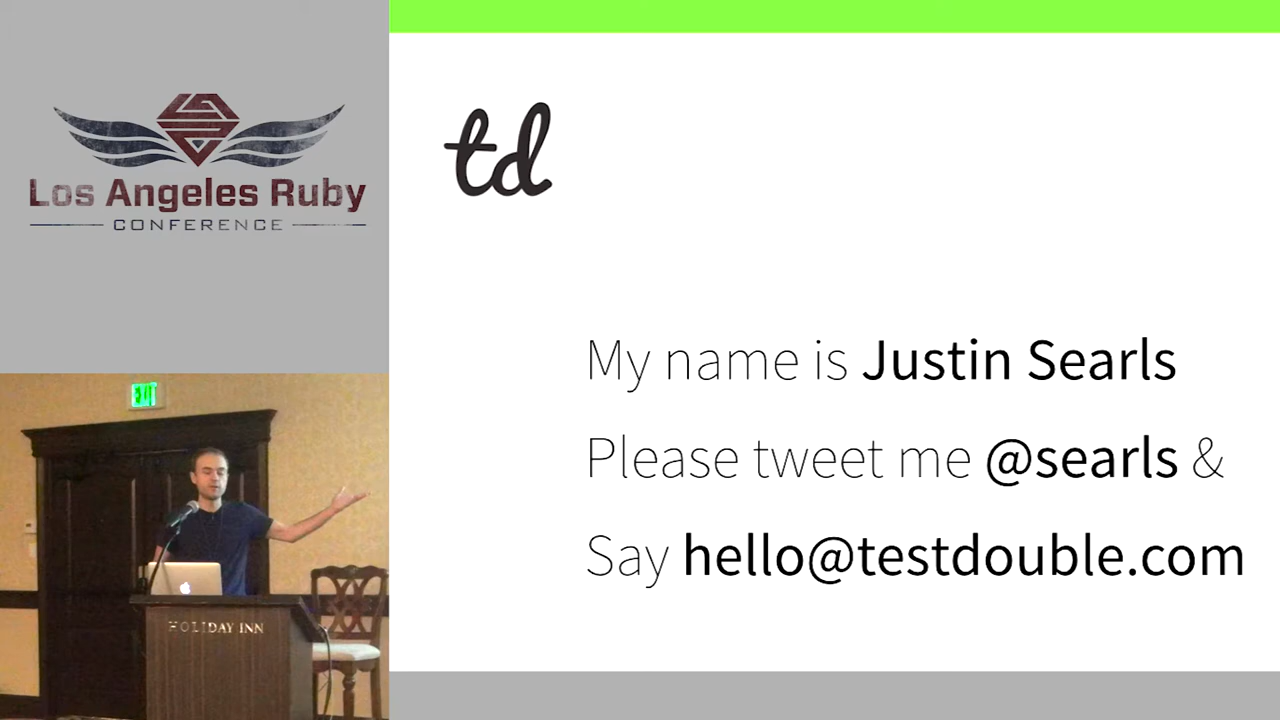 Los Angeles Ruby
CONFERENCE
td
My name is Justin Searls
Please tweet me @searls &
Say hello@testdouble.com
EXIT
HOLIDAY INN